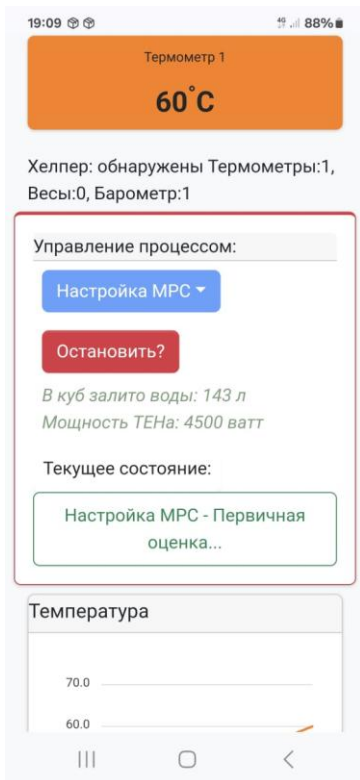 19:09 4G 88%
Термометр 1
60°C
Хелпер: обнаружены Термометры:1,
Весы:0, Барометр:1
Управление процессом:
Настройка МРС
Остановить?
В куб залито воды: 143 л
Мощность ТЕНа: 4500 ватт
Текущее состояние:
Настройка МРС - Первичная
оценка...
Температура
70.0
60.0